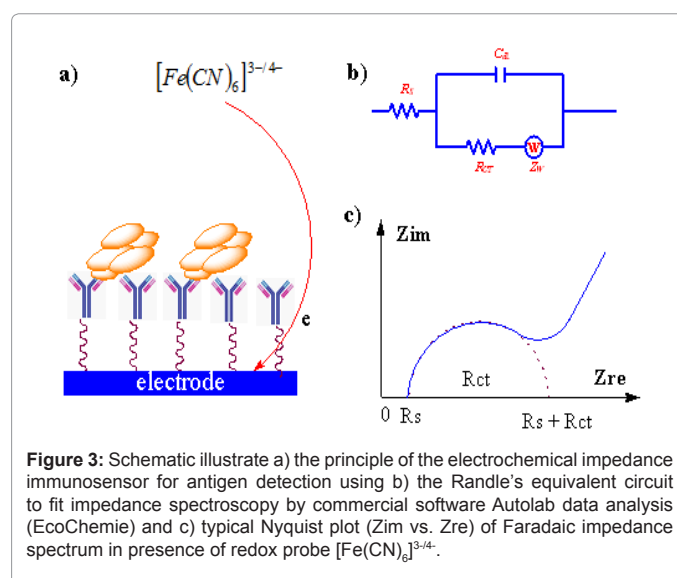 a)
[Fe(CN)₆]³⁻/⁴⁻
e
electrode
b)
Cdl
Rs
RCT
W
ZW
c)
Zim
Rct
Zre
0 Rs
Rs + Rct
Figure 3: Schematic illustrate a) the principle of the electrochemical impedance
immunosensor for antigen detection using b) the Randle's equivalent circuit
to fit impedance spectroscopy by commercial software Autolab data analysis
(EcoChemie) and c) typical Nyquist plot (Zim vs. Zre) of Faradaic impedance
spectrum in presence of redox probe [Fe(CN)₆]³⁻/⁴⁻.